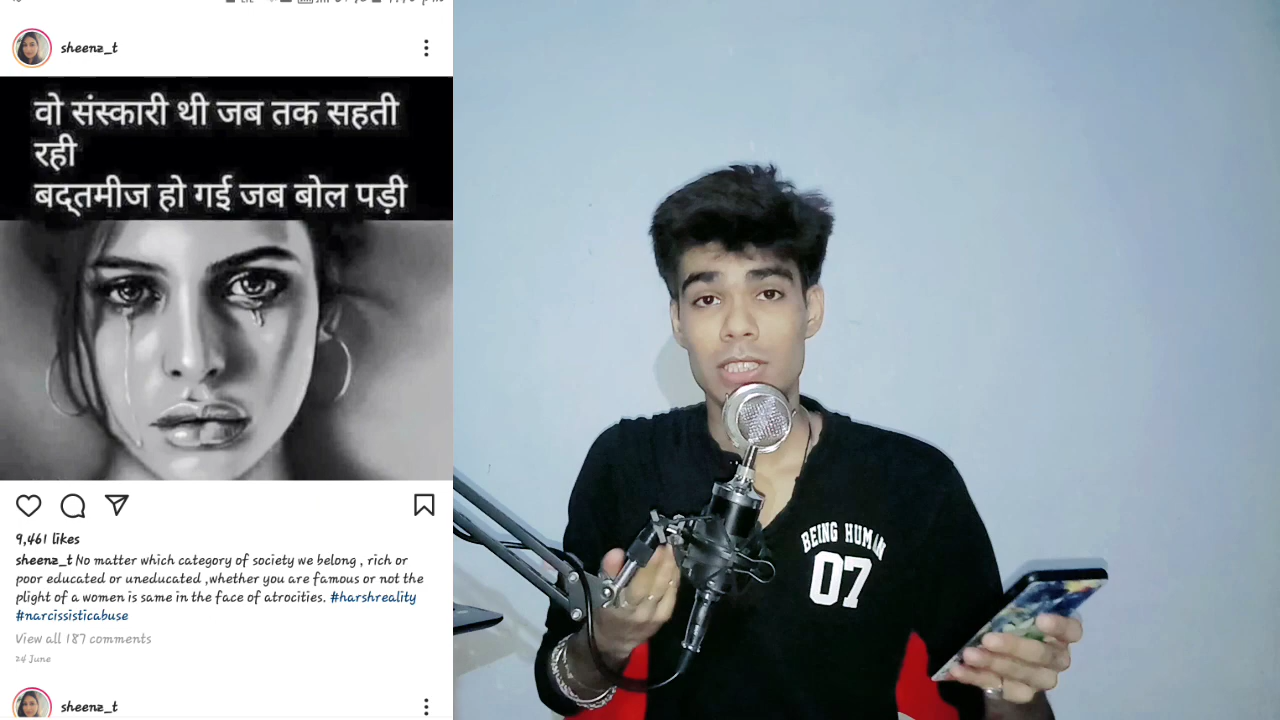 sheenz_t
वो संस्कारी थी जब तक सहती
रही
बद्तमीज हो गई जब बोल पड़ी
9,461 likes
sheenz_t No matter which category of society we belong , rich or
poor educated or uneducated ,whether you are famous or not the
plight of a women is same in the face of atrocities. #harshreality
#narcissisticabuse
View all 187 comments
24 June
sheenz_t
BEING HUMAN
07